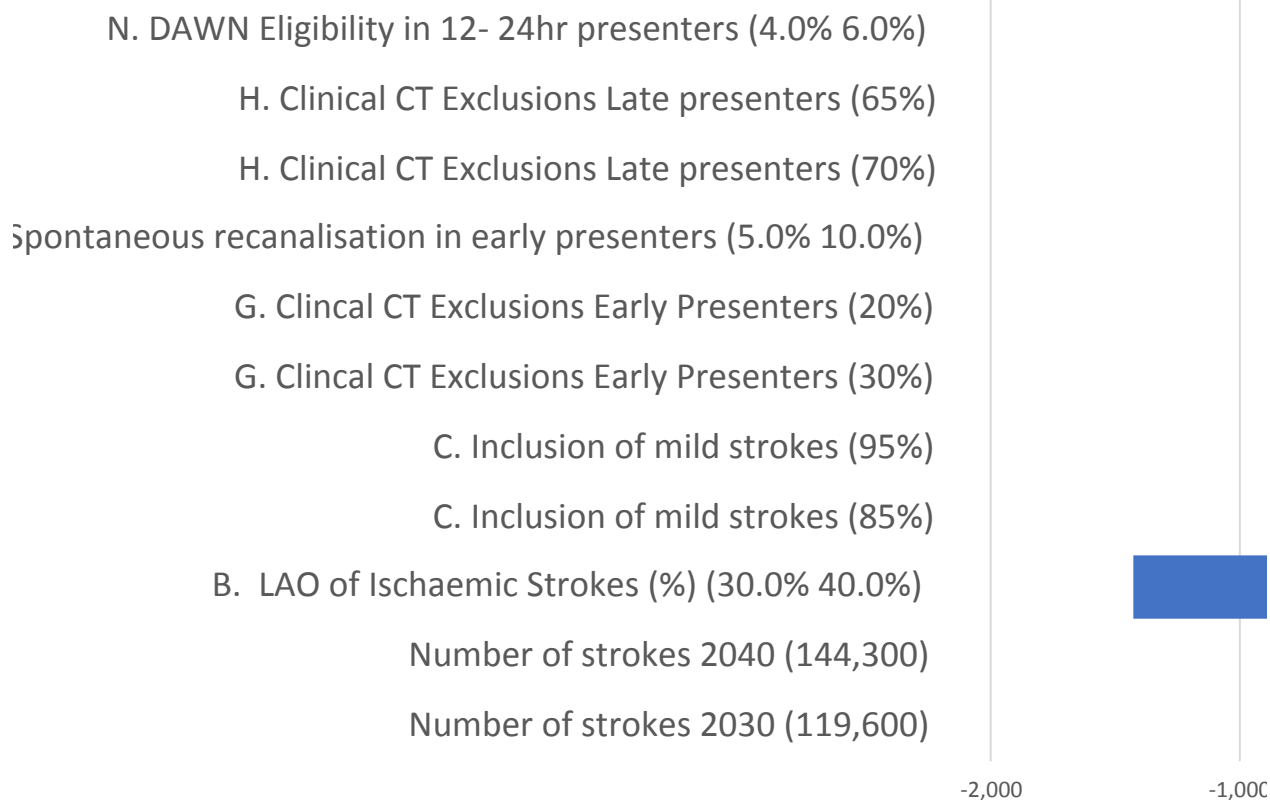 N. DAWN Eligibility in 12- 24hr presenters (4.0% 6.0%)
H. Clinical CT Exclusions Late presenters (65%)
H. Clinical CT Exclusions Late presenters (70%)
Spontaneous recanalisation in early presenters (5.0% 10.0%)
G. Clincal CT Exclusions Early Presenters (20%)
G. Clincal CT Exclusions Early Presenters (30%)
C. Inclusion of mild strokes (95%)
C. Inclusion of mild strokes (85%)
B.  LAO of Ischaemic Strokes (%) (30.0% 40.0%)
Number of strokes 2040 (144,300)
Number of strokes 2030 (119,600)
-2,000 -1,000